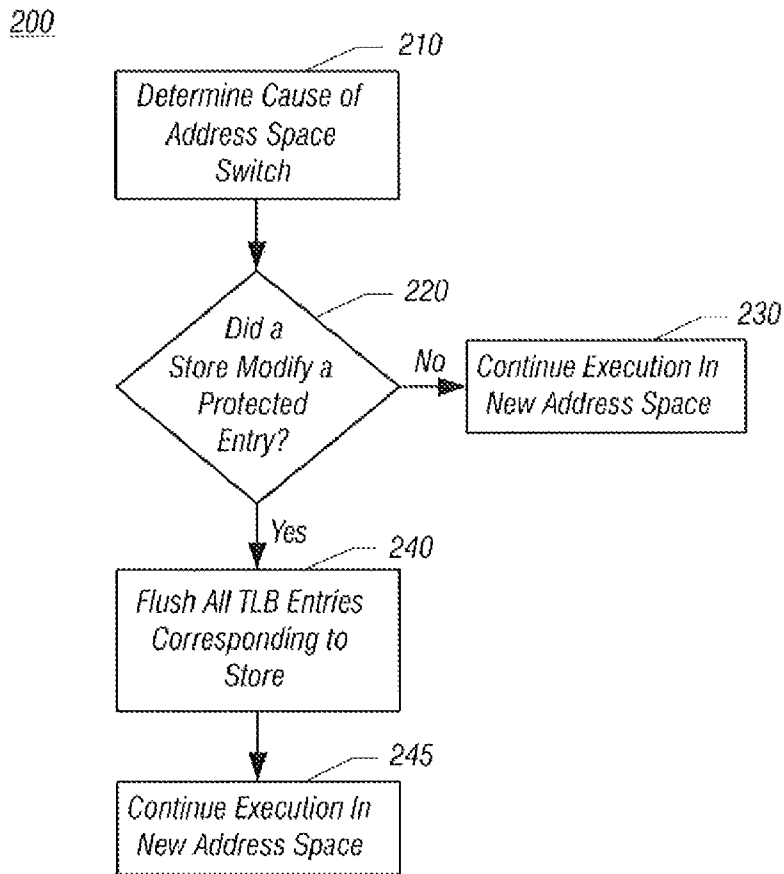 200
210
Determine Cause of
Address Space
Switch
220
Did a
Store Modify a
Protected
Entry?
No
230
Continue Execution In
New Address Space
Yes
240
Flush All TLB Entries
Corresponding to
Store
245
Continue Execution In
New Address Space